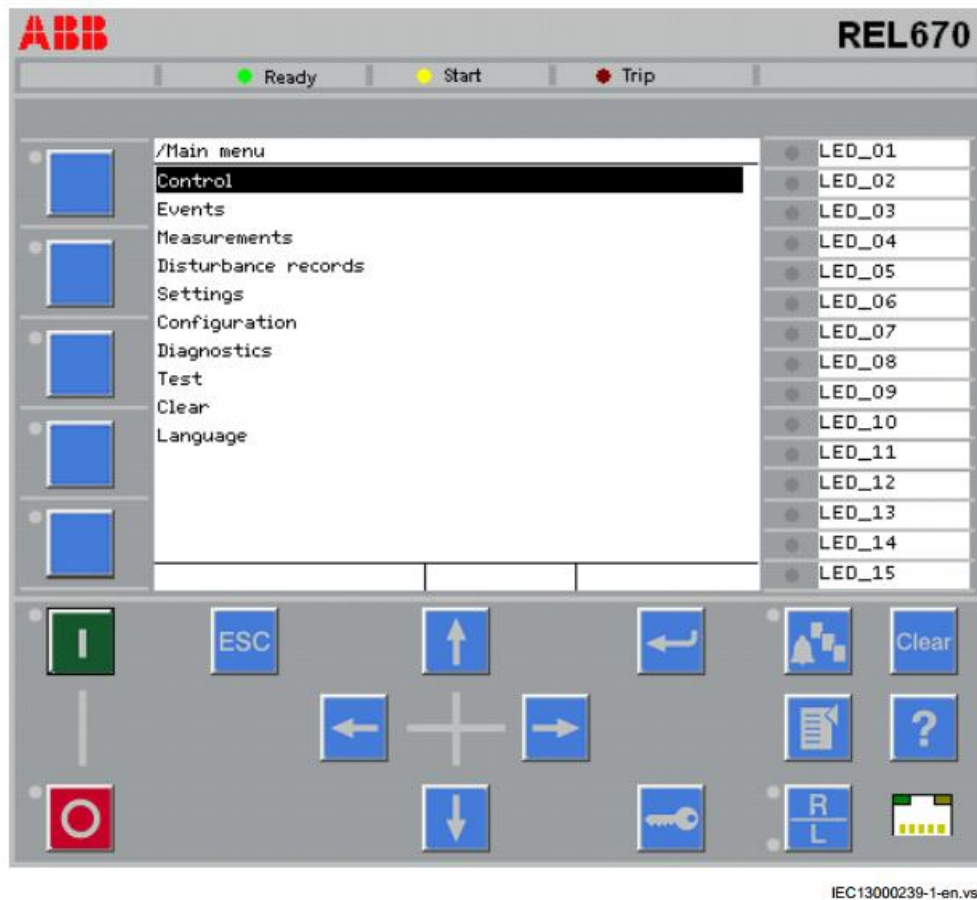 ABB
REL670
Ready
Start
Trip
/Main menu
Control
Events
Measurements
Disturbance records
Settings
Configuration
Diagnostics
Test
Clear
Language
LED_01
LED_02
LED_03
LED_04
LED_05
LED_06
LED_07
LED_08
LED_09
LED_10
LED_11
LED_12
LED_13
LED_14
LED_15
I
ESC
Clear
?
O
R
L
IEC13000239-1-en.vs